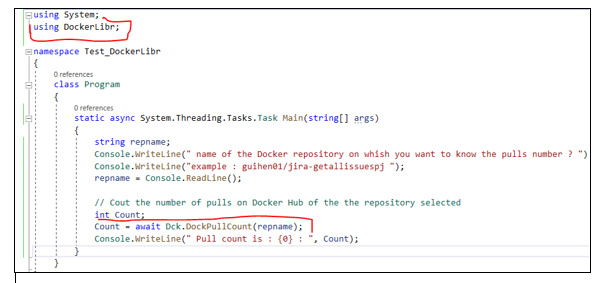 using System;
using DockerLibr;
namespace Test_DockerLibr
{
0 references
class Program
{
0 references
static async System.Threading.Tasks.Task Main(string[] args)
{
string repname;
Console.WriteLine(" name of the Docker repository on whish you want to know the pulls number ? ")
Console.WriteLine("example : guihen01/jira-getallissuespj ");
repname = Console.ReadLine();
// Cout the number of pulls on Docker Hub of the the repository selected
int Count;
Count = await Dck.DockPullCount(repname);
Console.WriteLine(" Pull count is : {0} : ", Count);
}
}